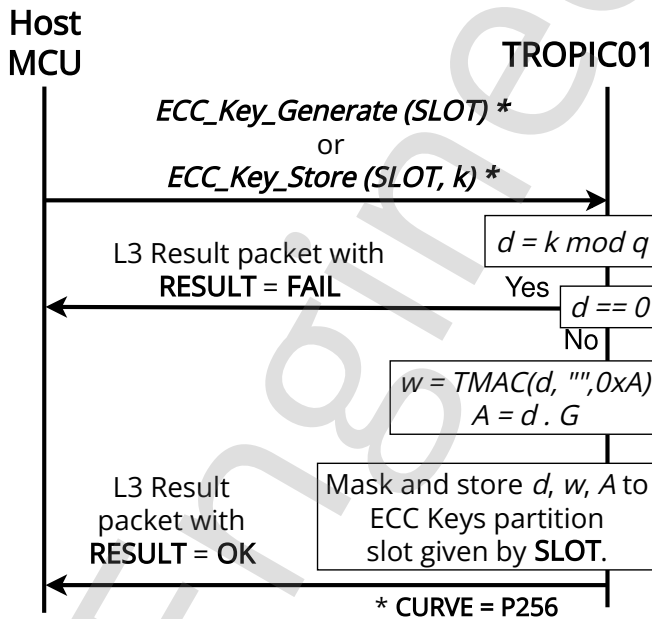 Host
MCU
TROPIC01
ECC_Key_Generate (SLOT) *
or
ECC_Key_Store (SLOT, k) *
d = k mod q
L3 Result packet with
RESULT = FAIL
Yes
d == 0
No
w = TMAC(d, "",0xA)
A = d . G
L3 Result
packet with
RESULT = OK
Mask and store d, w, A to
ECC Keys partition
slot given by SLOT.
* CURVE = P256